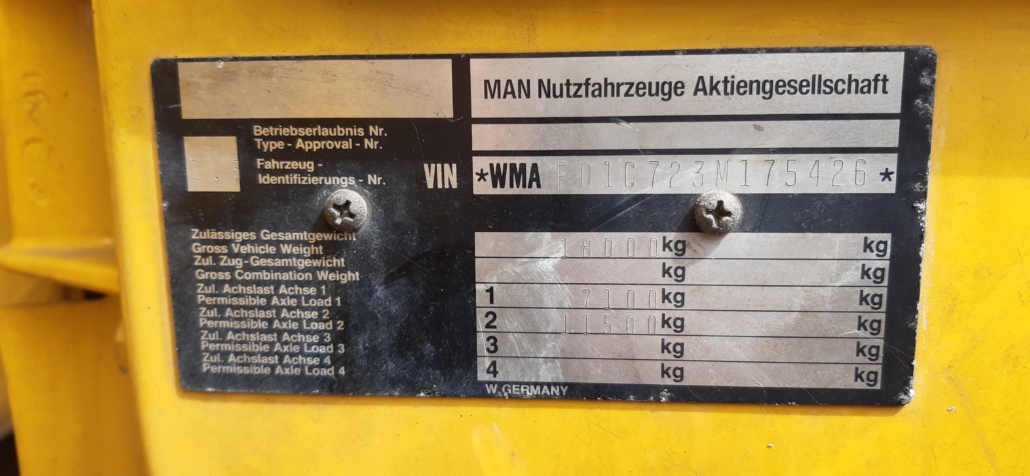 MAN Nutzfahrzeuge Aktiengesellschaft
Betriebserlaubnis Nr.
Type - Approval - Nr.
Fahrzeug -
Identifizierungs - Nr.
VIN *WMA F01C723M175426 *
Zulässiges Gesamtgewicht
Gross Vehicle Weight
18000 kg kg
Zul. Zug-Gesamtgewicht
Gross Combination Weight
kg kg
Zul. Achslast Achse 1
Permissible Axle Load 1
1 7100 kg kg
Zul. Achslast Achse 2
Permissible Axle Load 2
2 11500 kg kg
Zul. Achslast Achse 3
Permissible Axle Load 3
3 kg kg
Zul. Achslast Achse 4
Permissible Axle Load 4
4 kg kg
W. GERMANY